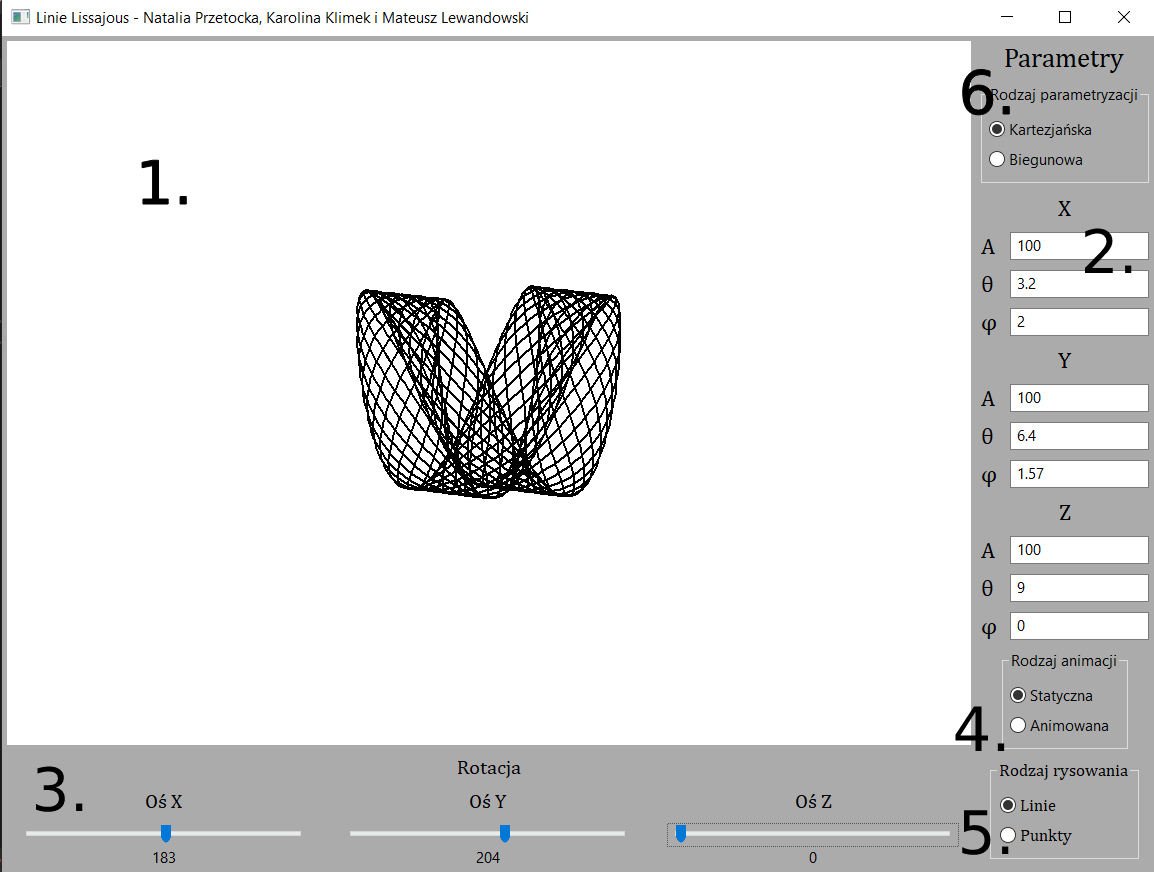 Linie Lissajous - Natalia Przetocka, Karolina Klimek i Mateusz Lewandowski
1.
Parametry
6.
Rodzaj parametryzacji
Kartezjańska
Biegunowa
X
A 100
2.
θ 3.2
φ 2
Y
A 100
θ 6.4
φ 1.57
Z
A 100
θ 9
φ 0
Rodzaj animacji
Statyczna
Animowana
4.
Rodzaj rysowania
Linie
Punkty
5.
3.
Rotacja
Oś X Oś Y Oś Z
183 204 0